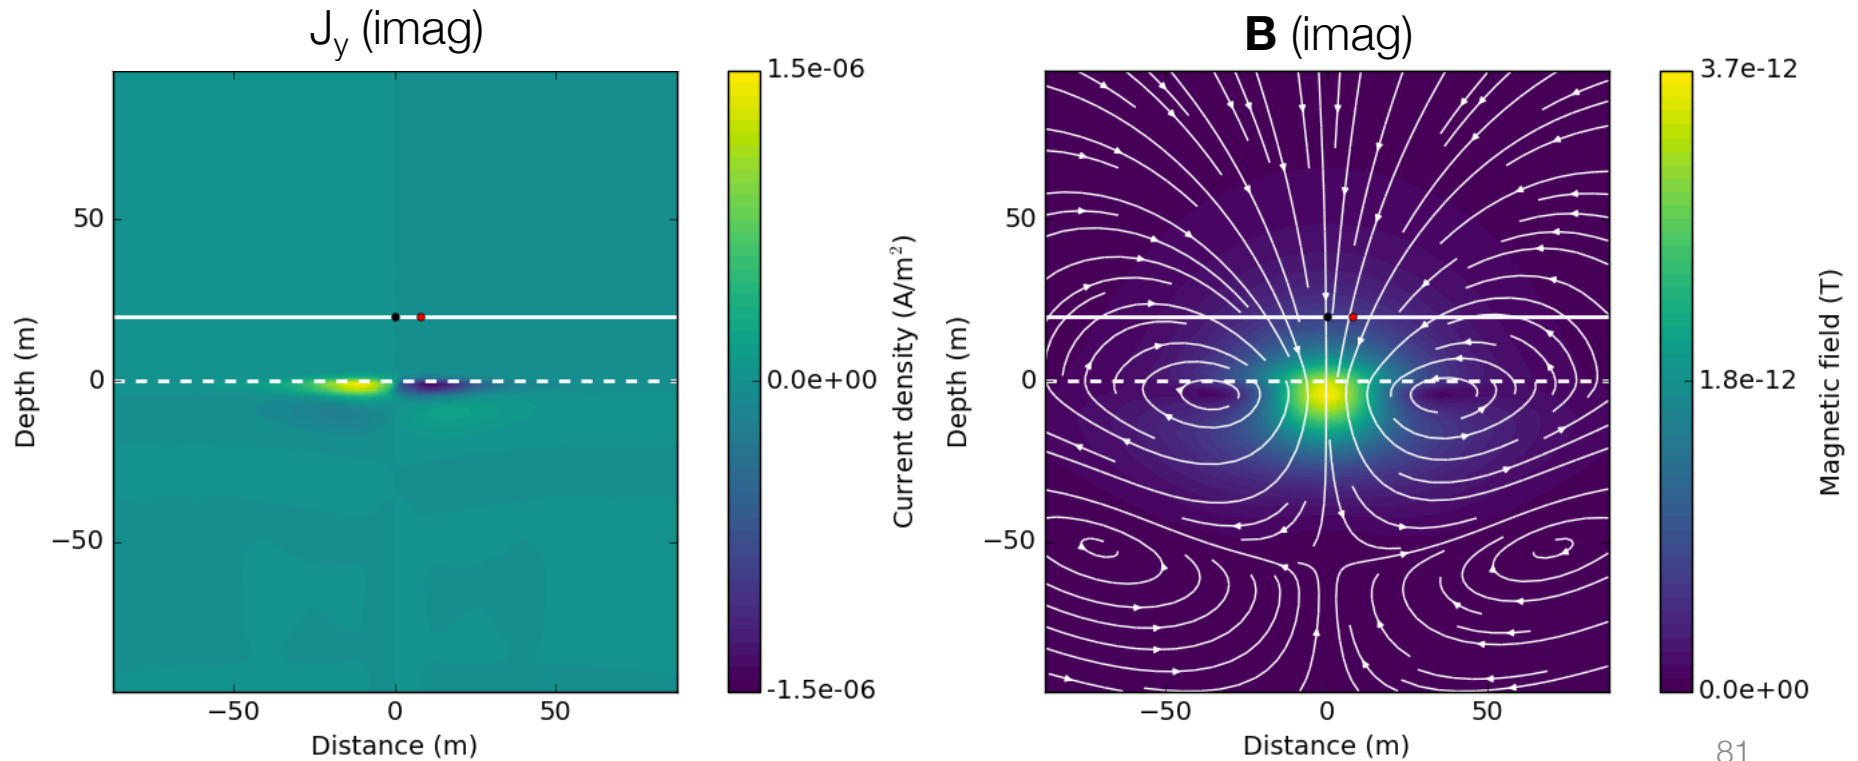 J_y (imag)
1.5e-06
0.0e+00
-1.5e-06
Current density (A/m²)
50
0
−50
Depth (m)
−50 0 50
Distance (m)
B (imag)
3.7e-12
1.8e-12
0.0e+00
Magnetic field (T)
50
0
−50
Depth (m)
−50 0 50
Distance (m)
81